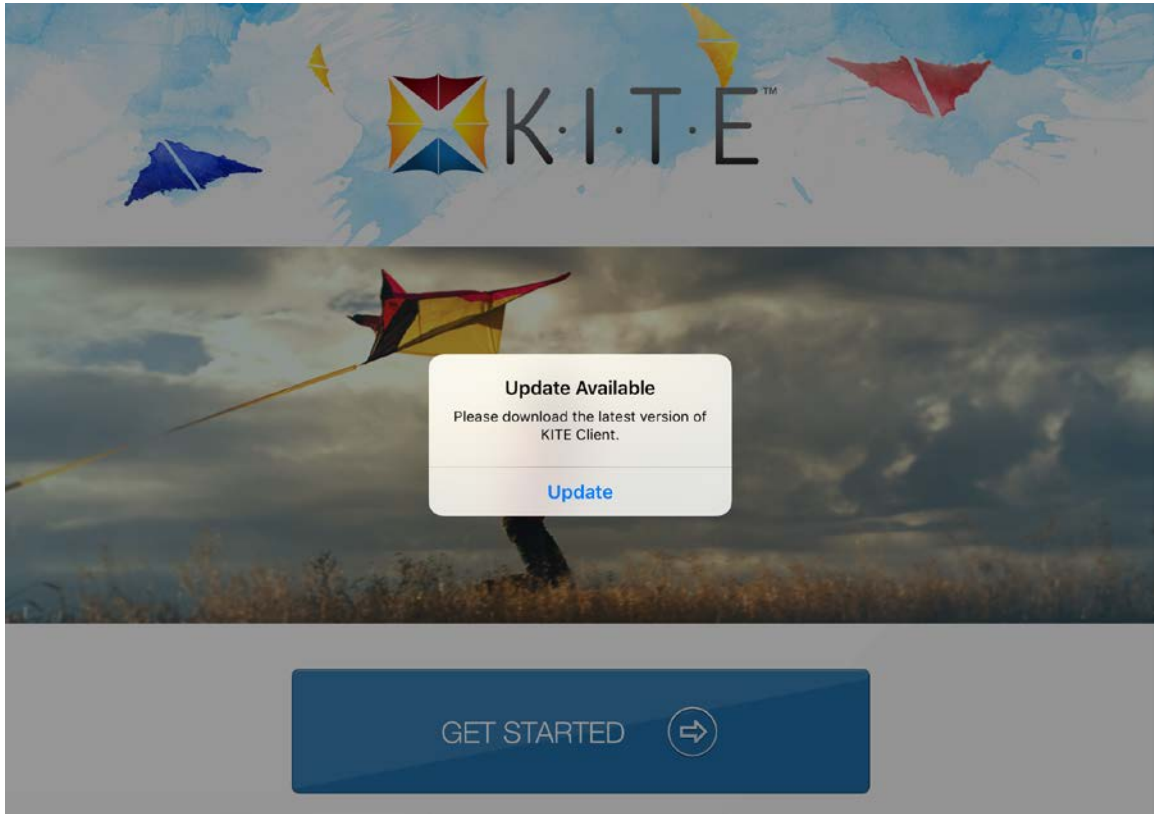 K·I·T·E™
Update Available
Please download the latest version of
KITE Client.
Update
GET STARTED